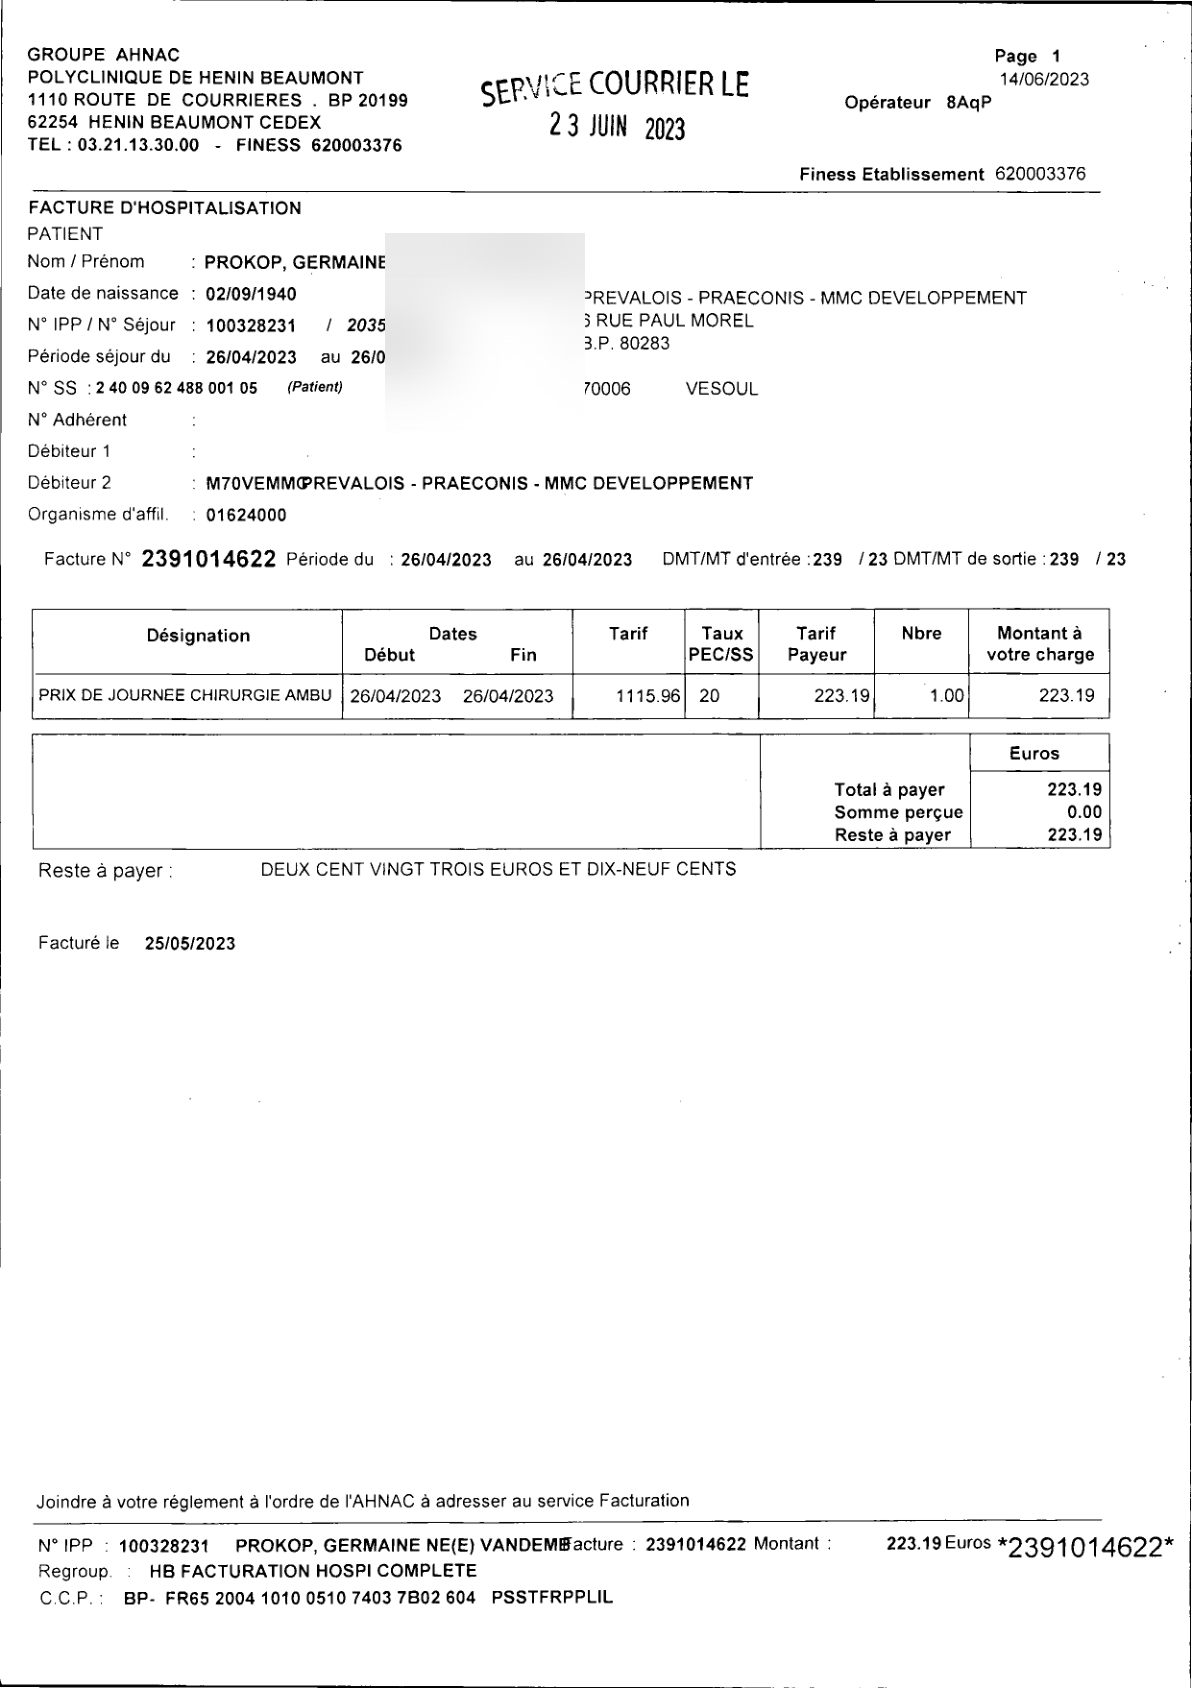 GROUPE AHNAC
POLYCLINIQUE DE HENIN BEAUMONT
1110 ROUTE DE COURRIERES . BP 20199
62254 HENIN BEAUMONT CEDEX
TEL : 03.21.13.30.00 - FINESS 620003376
SERVICE COURRIER LE
23 JUIN 2023
Page 1
14/06/2023
Opérateur 8AqP
Finess Etablissement 620003376
FACTURE D'HOSPITALISATION
PATIENT
Nom / Prénom : PROKOP, GERMAINE
Date de naissance : 02/09/1940
N° IPP / N° Séjour : 100328231 / 2035
Période séjour du : 26/04/2023 au 26/0
N° SS : 2 40 09 62 488 001 05 (Patient)
N° Adhérent :
Débiteur 1 :
Débiteur 2 : M70VEMM PREVALOIS - PRAECONIS - MMC DEVELOPPEMENT
Organisme d'affil. : 01624000
PREVALOIS - PRAECONIS - MMC DEVELOPPEMENT
6 RUE PAUL MOREL
B.P. 80283
70006 VESOUL
Facture N° 2391014622 Période du : 26/04/2023 au 26/04/2023 DMT/MT d'entrée :239 / 23 DMT/MT de sortie : 239 / 23
Désignation Dates Tarif Taux Tarif Nbre Montant à
Début Fin PEC/SS Payeur votre charge
PRIX DE JOURNEE CHIRURGIE AMBU 26/04/2023 26/04/2023 1115.96 20 223.19 1.00 223.19
Euros
Total à payer 223.19
Somme perçue 0.00
Reste à payer 223.19
Reste à payer : DEUX CENT VINGT TROIS EUROS ET DIX-NEUF CENTS
Facturé le 25/05/2023
Joindre à votre réglement à l'ordre de l'AHNAC à adresser au service Facturation
N° IPP : 100328231 PROKOP, GERMAINE NE(E) VANDEM Facture : 2391014622 Montant : 223.19 Euros *2391014622*
Regroup. : HB FACTURATION HOSPI COMPLETE
C.C.P. : BP- FR65 2004 1010 0510 7403 7B02 604 PSSTFRPPLIL